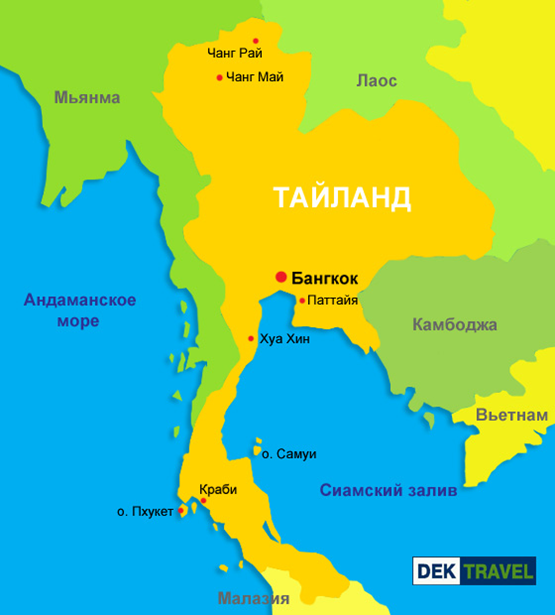 Чанг Рай
Чанг Май
Лаос
Мьянма
ТАЙЛАНД
Бангкок
Паттайя
Андаманское
море
Камбоджа
Хуа Хин
Вьетнам
о. Самуи
Сиамский залив
Краби
о. Пхукет
DEK TRAVEL
Малазия